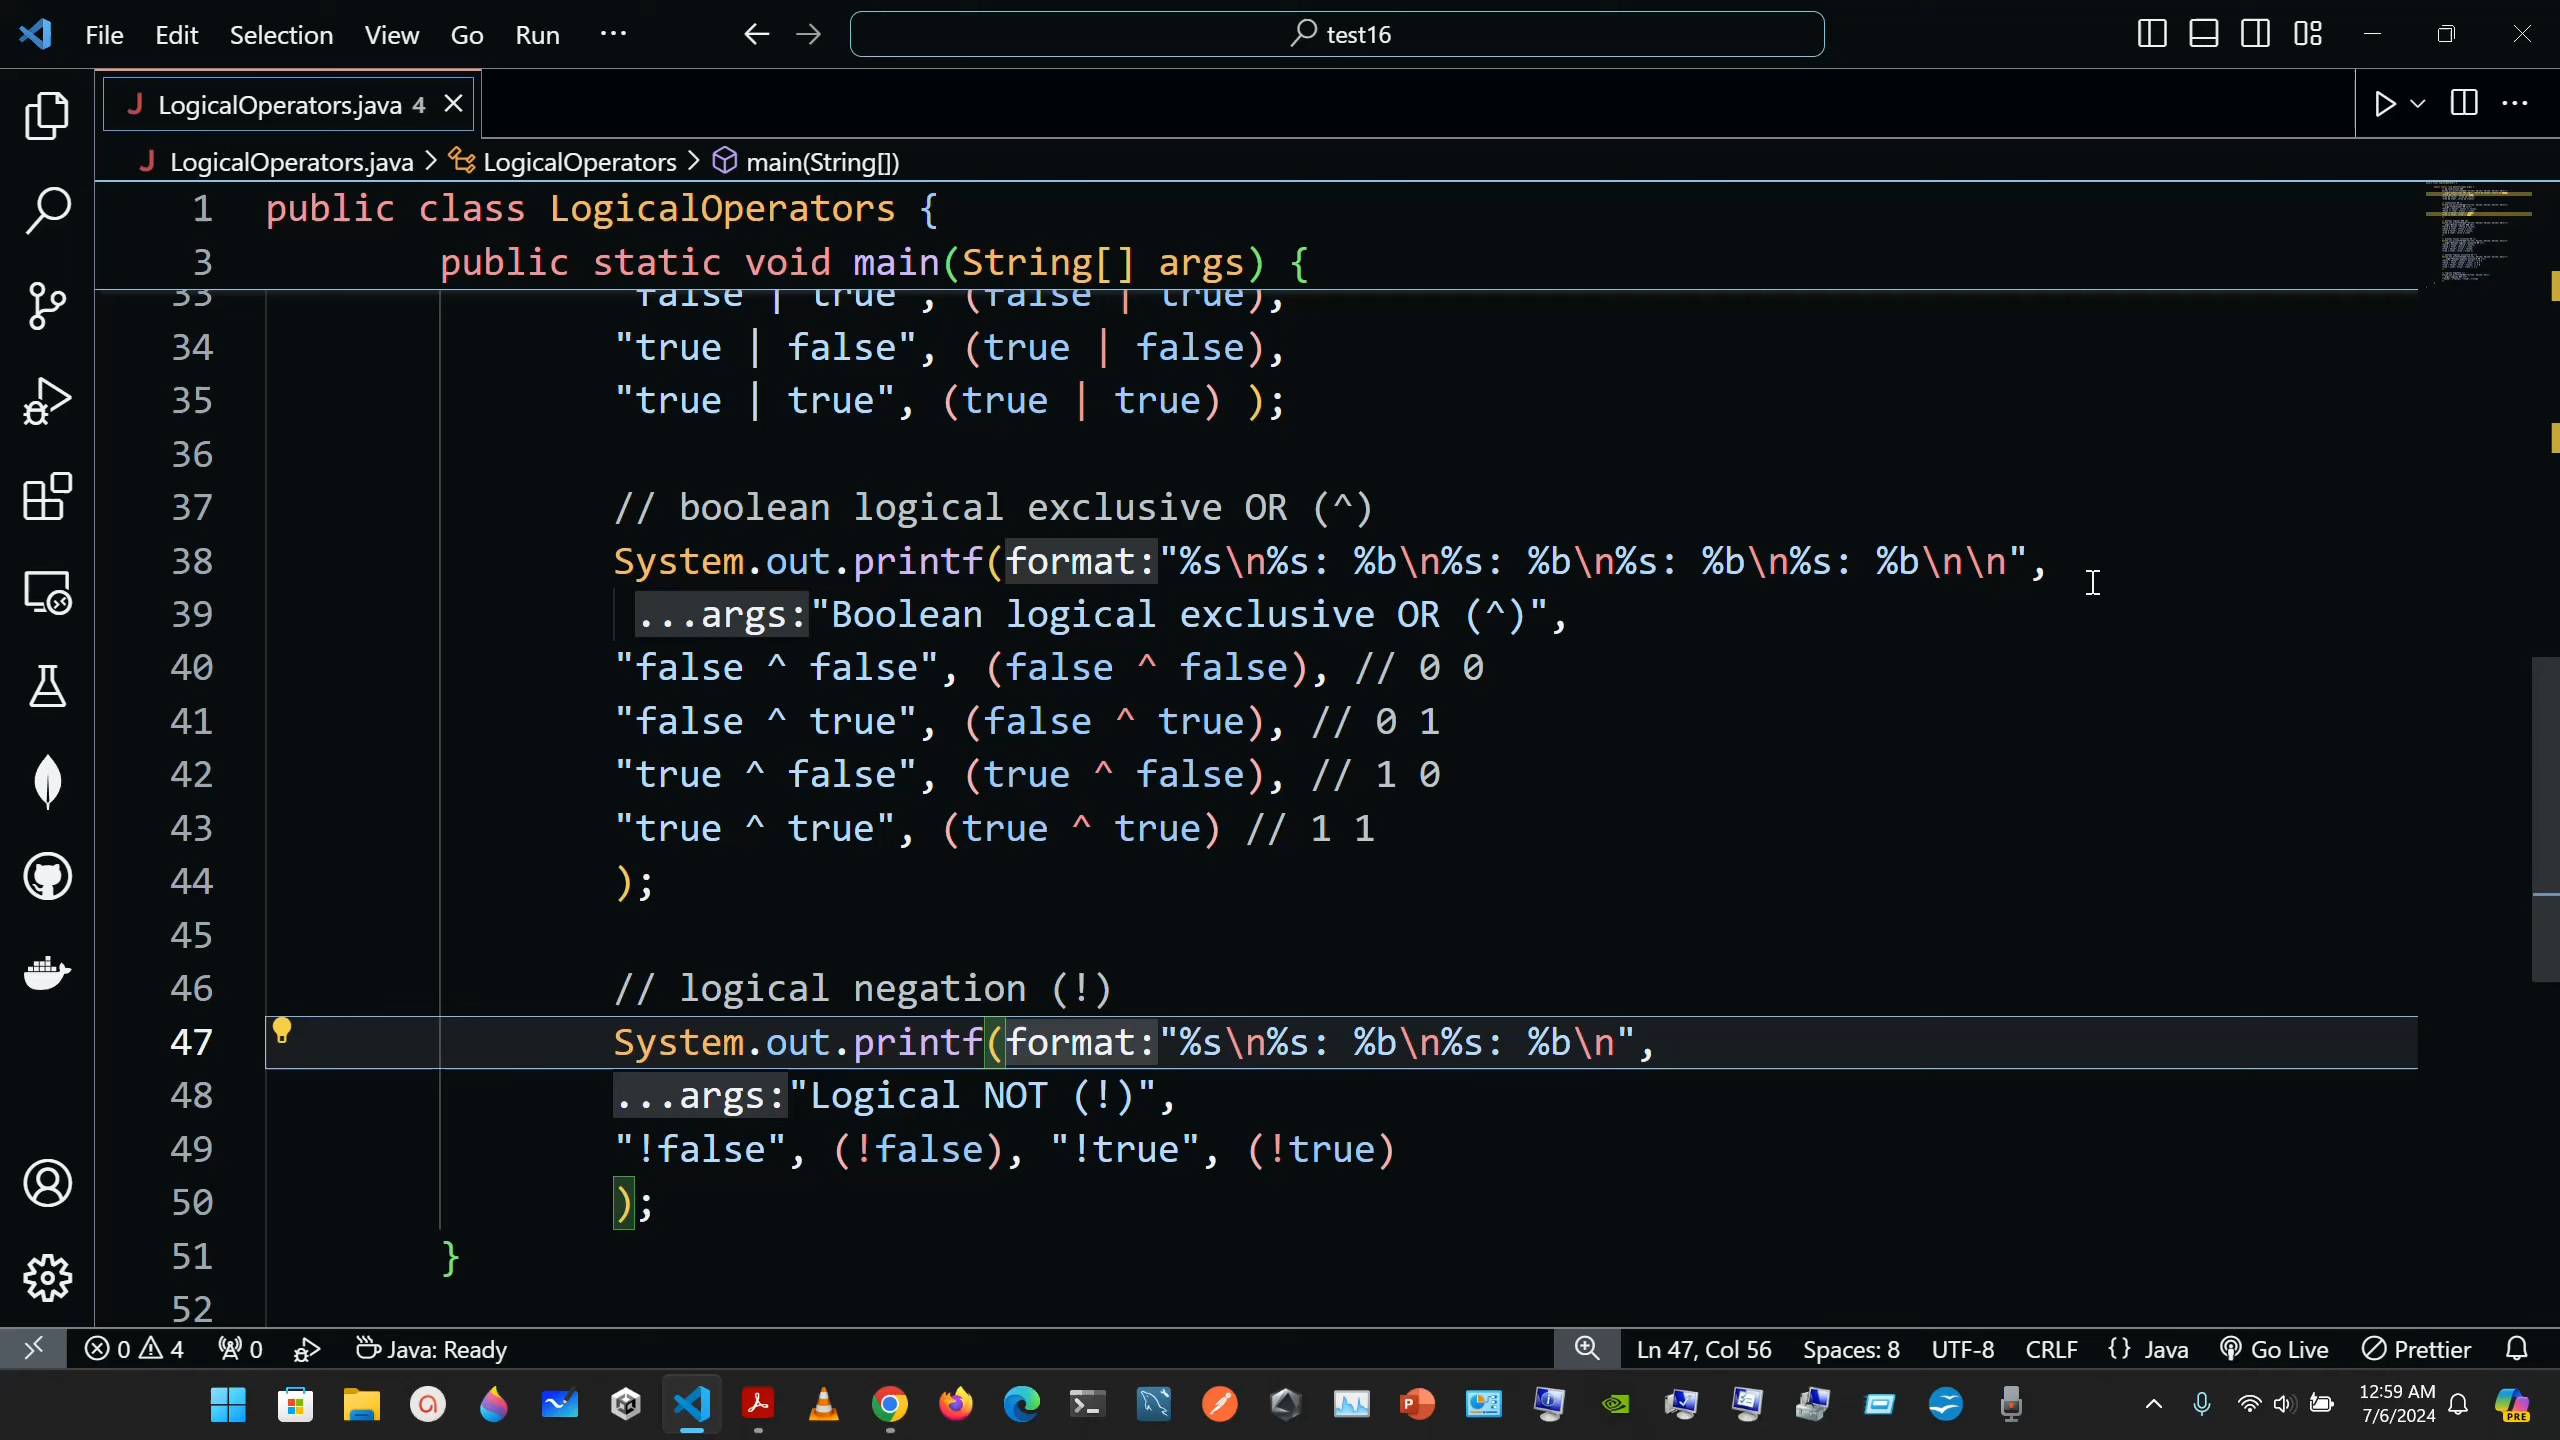 File Edit Selection View Go Run ··· test16
LogicalOperators.java 4
LogicalOperators.java > LogicalOperators > main(String[])
1 public class LogicalOperators {
3 public static void main(String[] args) {
33 "false | true", (false | true),
34 "true | false", (true | false),
35 "true | true", (true | true) );
36
37 // boolean logical exclusive OR (^)
38 System.out.printf(format:"%s\n%s: %b\n%s: %b\n%s: %b\n%s: %b\n\n",
39 ...args:"Boolean logical exclusive OR (^)",
40 "false ^ false", (false ^ false), // 0 0
41 "false ^ true", (false ^ true), // 0 1
42 "true ^ false", (true ^ false), // 1 0
43 "true ^ true", (true ^ true) // 1 1
44 );
45
46 // logical negation (!)
47 System.out.printf(format:"%s\n%s: %b\n%s: %b\n",
48 ...args:"Logical NOT (!)",
49 "!false", (!false), "!true", (!true)
50 );
51 }
52
0 4 0 Java: Ready Ln 47, Col 56 Spaces: 8 UTF-8 CRLF {} Java Go Live Prettier
12:59 AM
7/6/2024
PRE